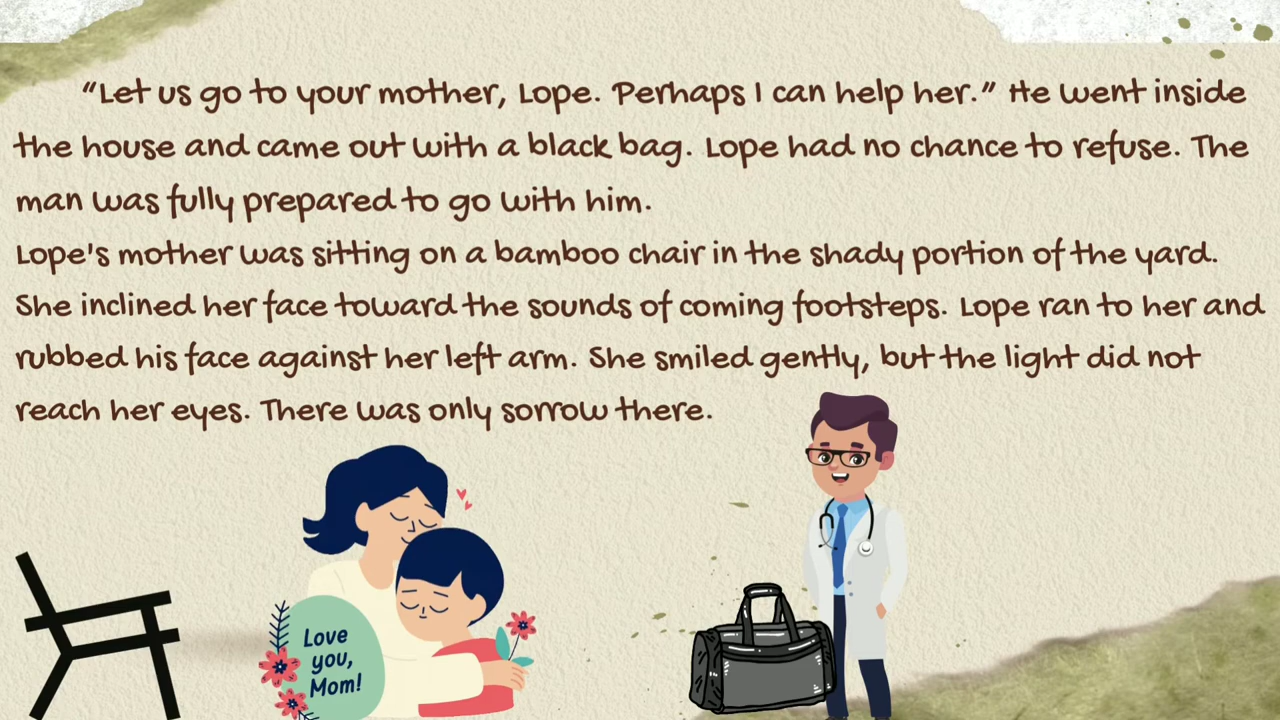 “Let us go to your mother, Lope. Perhaps I can help her.” He went inside
the house and came out with a black bag. Lope had no chance to refuse. The
man was fully prepared to go with him.
Lope's mother was sitting on a bamboo chair in the shady portion of the yard.
She inclined her face toward the sounds of coming footsteps. Lope ran to her and
rubbed his face against her left arm. She smiled gently, but the light did not
reach her eyes. There was only sorrow there.
Love
you,
Mom!